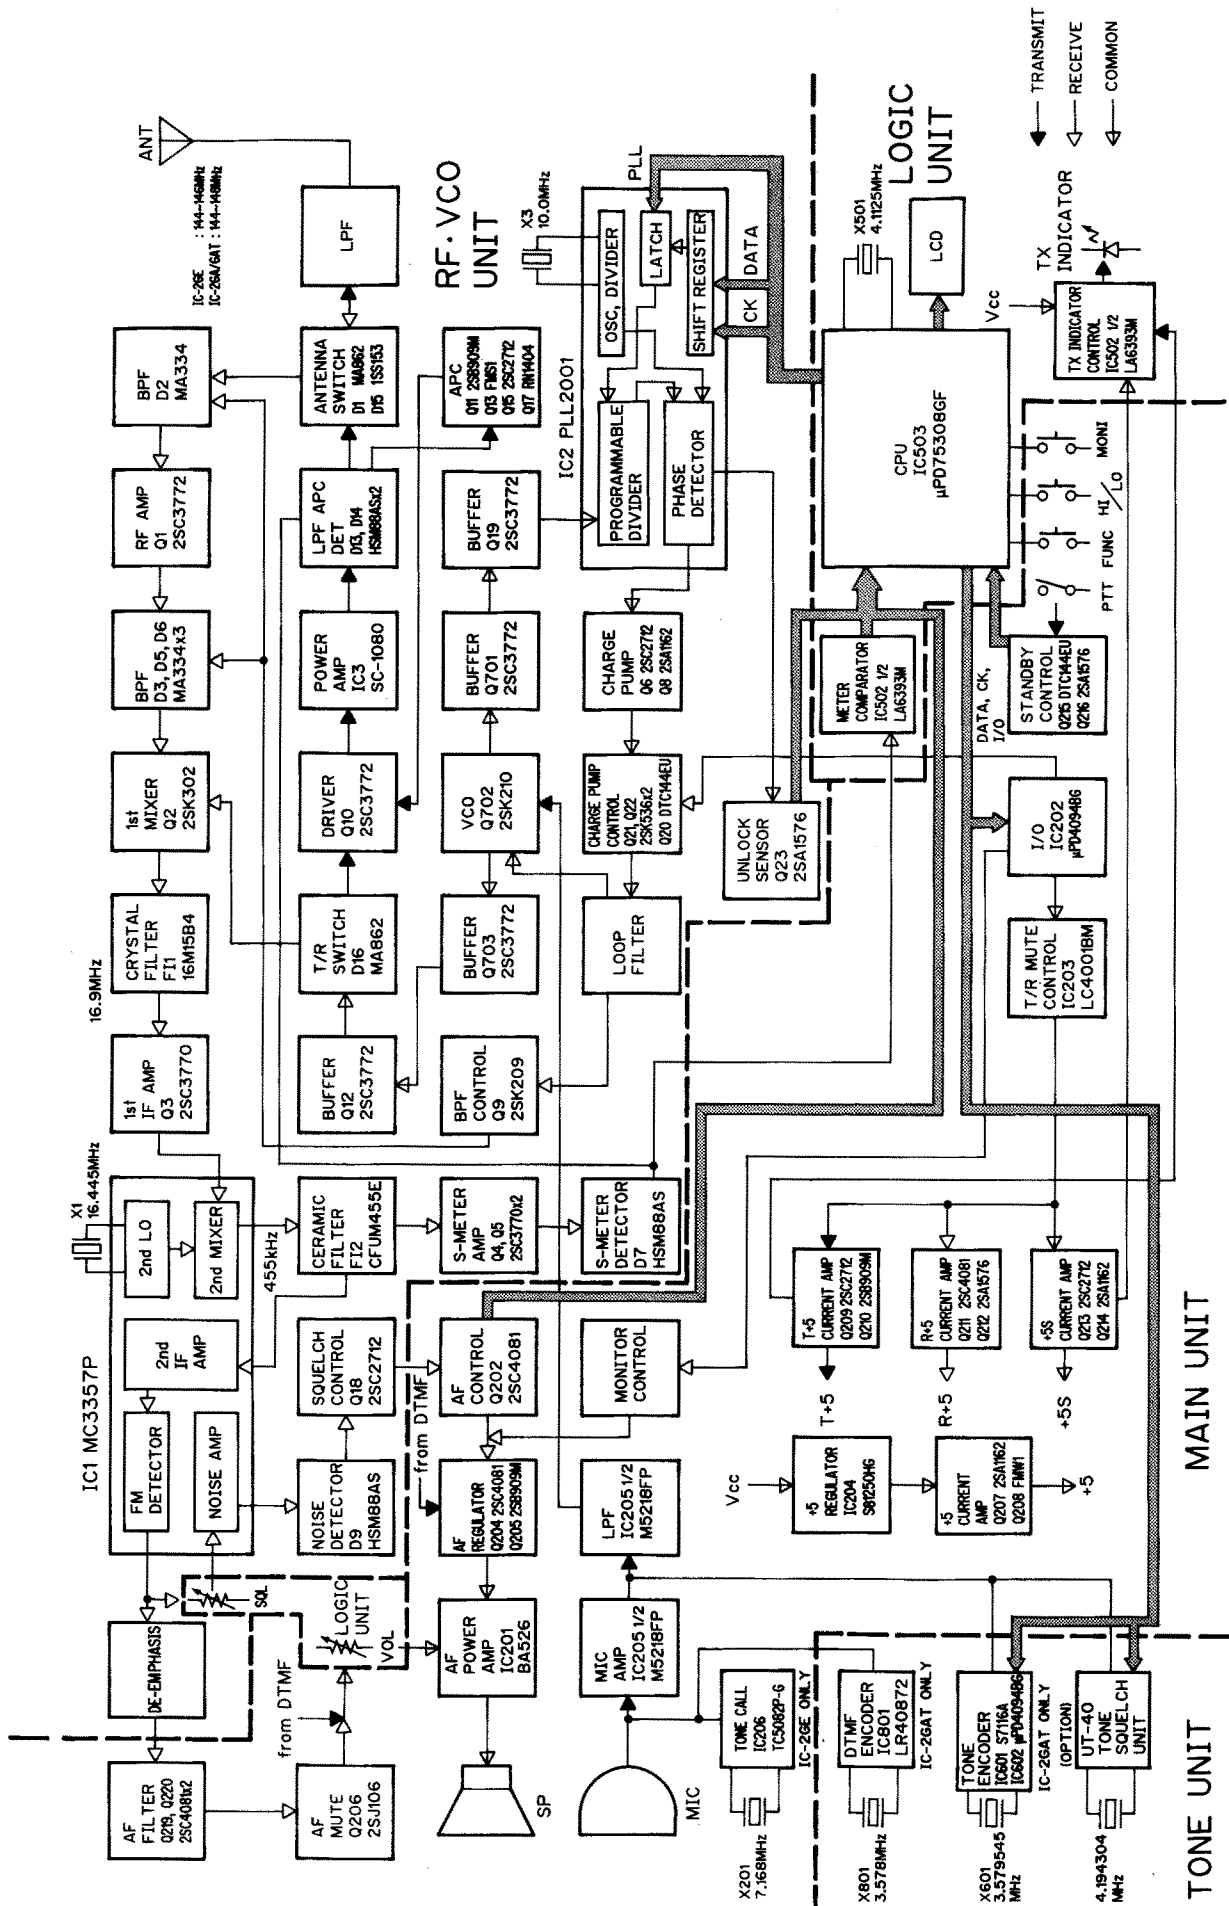 ANT
IC-2GE : 144~146MHz
IC-2GA/GAT : 144~148MHz
LPF
RF·VCO
UNIT
BPF
D2
MA334
RF AMP
Q1
2SC3772
BPF
D3, D5, D6
MA334x3
1st
MIXER
Q2
2SK302
CRYSTAL
FILTER
FI1
16M15B4
16.9MHz
1st
IF AMP
Q3
2SC3770
X1
16.445MHz
ANTENNA
SWITCH
D1 MA862
D15 1SS153
LPF APC
DET
D13, D14
HSM88ASx2
POWER
AMP
IC3
SC-1080
DRIVER
Q10
2SC3772
T/R
SWITCH
D16
MA862
BUFFER
Q12
2SC3772
APC
Q11 2SB909M
Q13 FMS1
Q15 2SC2712
Q17 RN1404
BUFFER
Q19
2SC3772
BUFFER
Q701
2SC3772
VCO
Q702
2SK210
BUFFER
Q703
2SC3772
BPF
CONTROL
Q9
2SK209
X3
10.0MHz
IC2 PLL2001
OSC, DIVIDER
LATCH
SHIFT REGISTER
PROGRAMMABLE
DIVIDER
PHASE
DETECTOR
PLL
DATA
CK
CHARGE
PUMP
Q6 2SC2712
Q8 2SA1162
CHARGE PUMP
CONTROL
Q21, Q22
2SK536x2
Q20 DTC144EU
LOOP
FILTER
UNLOCK
SENSOR
Q23
2SA1576
METER
COMPARATOR
IC502 1/2
LA6393M
IC1 MC3357P
2nd LO
2nd MIXER
455kHz
2nd
IF AMP
FM
DETECTOR
NOISE AMP
CERAMIC
FILTER
FI2
CFUM455E
S-METER
AMP
Q4, Q5
2SC3770x2
S-METER
DETECTOR
D7
HSM88AS
SQUELCH
CONTROL
Q18
2SC2712
NOISE
DETECTOR
D9
HSM88AS
AF
CONTROL
Q202
2SC4081
from DTMF
AF
REGULATOR
Q204 2SC4081
Q205 2SB909M
MONITOR
CONTROL
LPF
IC205 1/2
M5218FP
SQL
LOGIC
UNIT
VOL
DE-EMPHASIS
from DTMF
AF
FILTER
Q219, Q220
2SC4081x2
AF
MUTE
Q206
2SJ106
AF
POWER
AMP
IC201
BA526
SP
MIC
AMP
IC205 1/2
M5218FP
MIC
TONE CALL
IC206
TC5082P-G
IC-2GE ONLY
X201
7.168MHz
DTMF
ENCODER
IC801
LR40872
IC-2GAT ONLY
X801
3.578MHz
TONE
ENCODER
IC601 S7116A
IC602 µPD4094BG
IC-2GAT ONLY
X601
3.579545
MHz
(OPTION)
UT-40
TONE
SQUELCH
UNIT
4.194304
MHz
TONE UNIT
MAIN UNIT
LOGIC
UNIT
CPU
IC503
µPD75308GF
X501
4.1125MHz
LCD
Vcc
TX
INDICATOR
TX INDICATOR
CONTROL
IC502 1/2
LA6393M
PTT
FUNC
HI/LO
MONI
STANDBY
CONTROL
Q215 DTC144EU
Q216 2SA1576
DATA, CK,
I/O
I/O
IC202
µPD4094BG
T/R MUTE
CONTROL
IC203
LC4001BM
T+5
CURRENT AMP
Q209 2SC2712
Q210 2SB909M
T+5
R+5
CURRENT AMP
Q211 2SC4081
Q212 2SA1576
R+5
+5S
CURRENT AMP
Q213 2SC2712
Q214 2SA1162
+5S
Vcc
+5
REGULATOR
IC204
S81250HG
+5
CURRENT
AMP
Q207 2SA1162
Q208 FMW1
+5
TRANSMIT
RECEIVE
COMMON